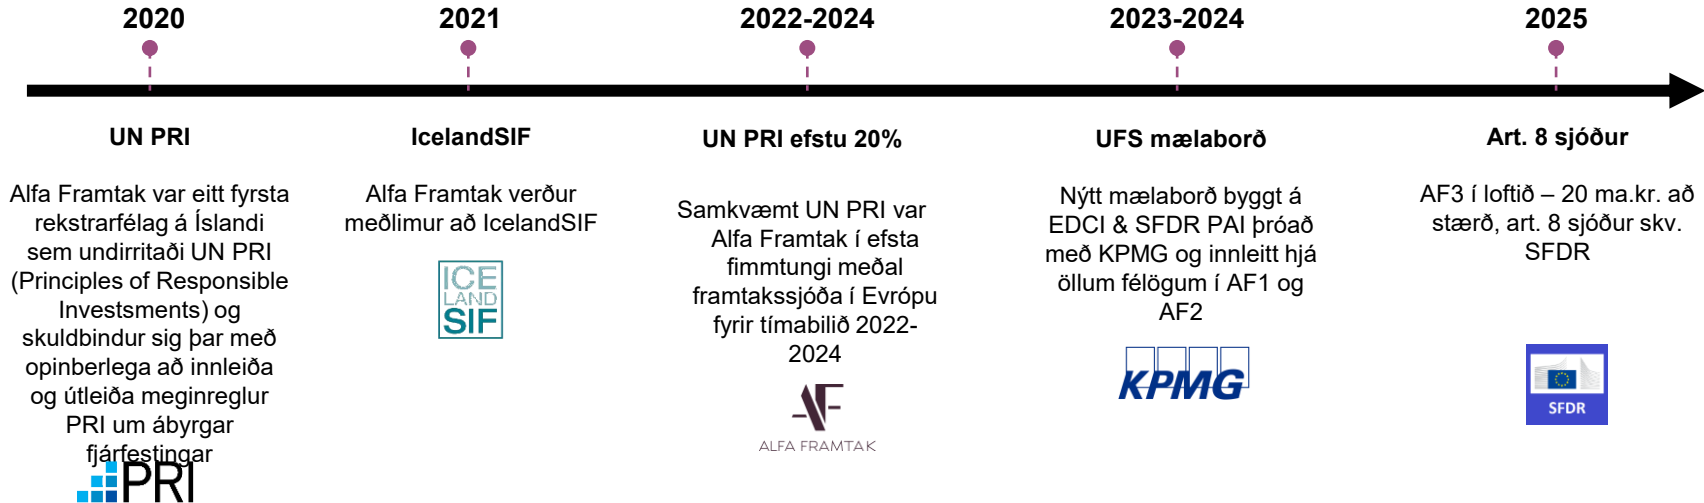 2020
UN PRI
Alfa Framtak var eitt fyrsta
rekstrarfélag á Íslandi
sem undirritaði UN PRI
(Principles of Responsible
Investsments) og
skuldbindur sig þar með
opinberlega að innleiða
og útleiða meginreglur
PRI um ábyrgar
fjárfestingar
PRI
2021
IcelandSIF
Alfa Framtak verður
meðlimur að IcelandSIF
ICE
LAND
SIF
2022-2024
UN PRI efstu 20%
Samkvæmt UN PRI var
Alfa Framtak í efsta
fimmtungi meðal
framtakssjóða í Evrópu
fyrir tímabilið 2022-
2024
AF
ALFA FRAMTAK
2023-2024
UFS mælaborð
Nýtt mælaborð byggt á
EDCI & SFDR PAI þróað
með KPMG og innleitt hjá
öllum félögum í AF1 og
AF2
KPMG
2025
Art. 8 sjóður
AF3 í loftið – 20 ma.kr. að
stærð, art. 8 sjóður skv.
SFDR
SFDR